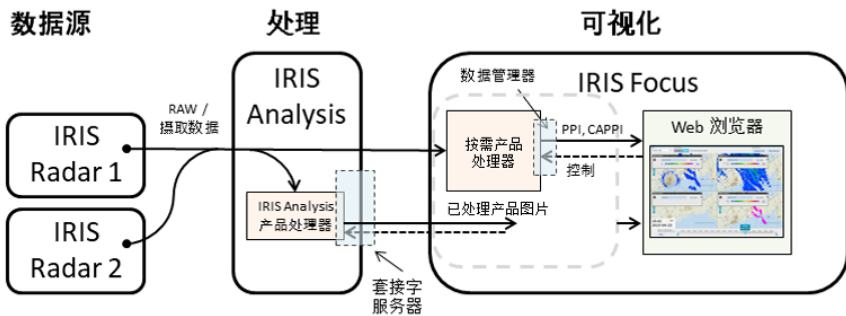 数据源
处理
可视化
RAW /
摄取数据
IRIS
Radar 1
IRIS
Radar 2
IRIS
Analysis
IRIS Analysis
产品处理器
套接字
服务器
数据管理器
IRIS Focus
按需产品
处理器
PPI, CAPPI
控制
已处理产品图片
Web 浏览器